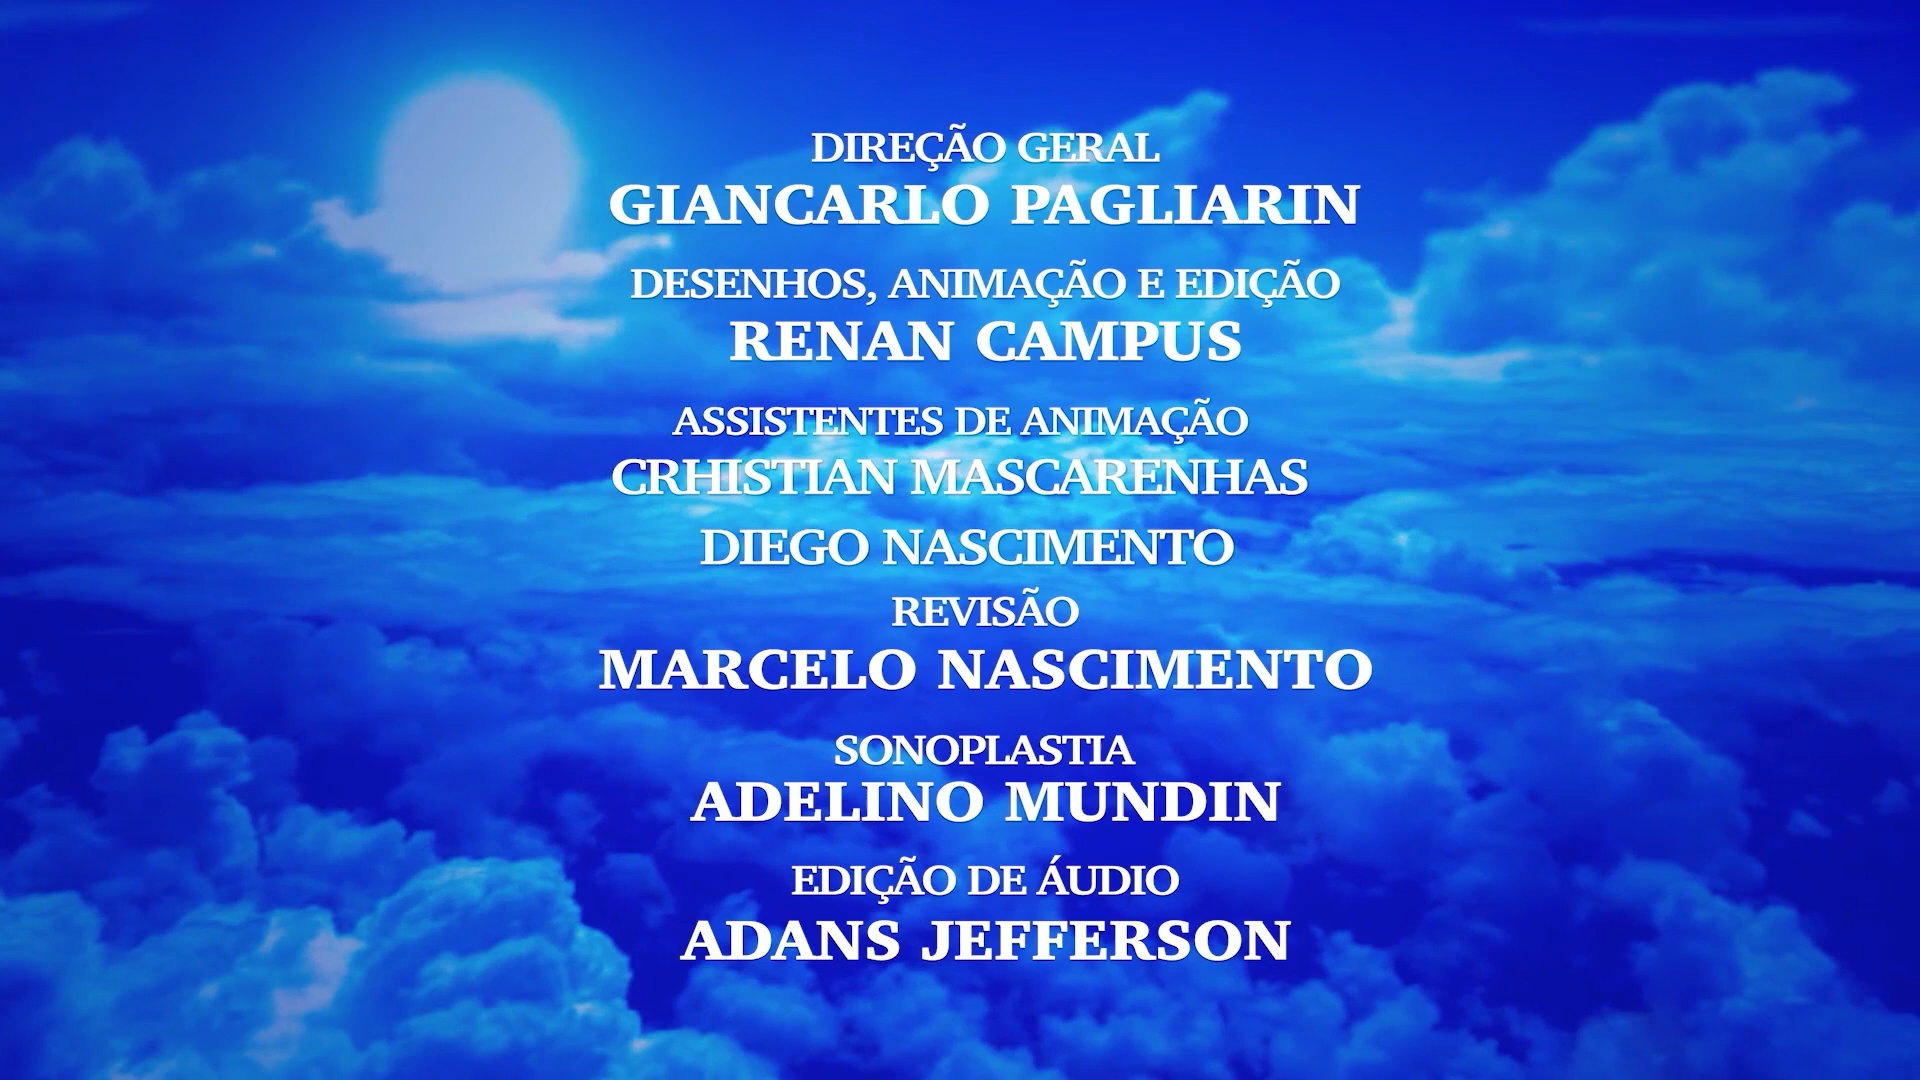 DIREÇÃO GERAL
GIANCARLO PAGLIARIN
DESENHOS, ANIMAÇÃO E EDIÇÃO
RENAN CAMPUS
ASSISTENTES DE ANIMAÇÃO
CRHISTIAN MASCARENHAS
DIEGO NASCIMENTO
REVISÃO
MARCELO NASCIMENTO
SONOPLASTIA
ADELINO MUNDIN
EDIÇÃO DE ÁUDIO
ADANS JEFFERSON